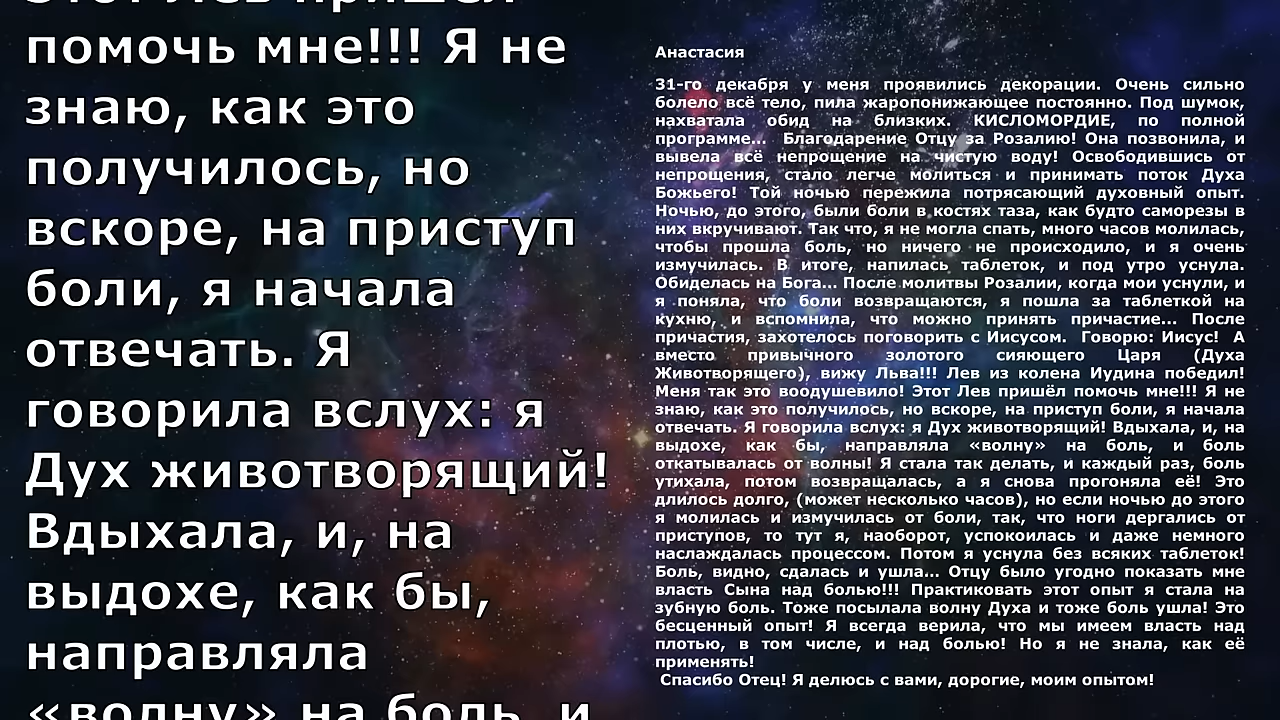 Этот Лев пришёл
помочь мне!!! Я не
знаю, как это
получилось, но
вскоре, на приступ
боли, я начала
отвечать. Я
говорила вслух: я
Дух животворящий!
Вдыхала, и, на
выдохе, как бы,
направляла
«волну» на боль, и
Анастасия
31-го декабря у меня проявились декорации. Очень сильно
болело всё тело, пила жаропонижающее постоянно. Под шумок,
нахватала обид на близких. КИСЛОМОРДИЕ, по полной
программе... Благодарение Отцу за Розалию! Она позвонила, и
вывела всё непрощение на чистую воду! Освободившись от
непрощения, стало легче молиться и принимать поток Духа
Божьего! Той ночью пережила потрясающий духовный опыт.
Ночью, до этого, были боли в костях таза, как будто саморезы в
них вкручивают. Так что, я не могла спать, много часов молилась,
чтобы прошла боль, но ничего не происходило, и я очень
измучилась. В итоге, напилась таблеток, и под утро уснула.
Обиделась на Бога... После молитвы Розалии, когда мои уснули, и
я поняла, что боли возвращаются, я пошла за таблеткой на
кухню, и вспомнила, что можно принять причастие... После
причастия, захотелось поговорить с Иисусом. Говорю: Иисус! А
вместо привычного золотого сияющего Царя (Духа
Животворящего), вижу Льва!!! Лев из колена Иудина победил!
Меня так это воодушевило! Этот Лев пришёл помочь мне!!! Я не
знаю, как это получилось, но вскоре, на приступ боли, я начала
отвечать. Я говорила вслух: я Дух животворящий! Вдыхала, и, на
выдохе, как бы, направляла «волну» на боль, и боль
откатывалась от волны! Я стала так делать, и каждый раз, боль
утихала, потом возвращалась, а я снова прогоняла её! Это
длилось долго, (может несколько часов), но если ночью до этого
я молилась и измучилась от боли, так, что ноги дергались от
приступов, то тут я, наоборот, успокоилась и даже немного
наслаждалась процессом. Потом я уснула без всяких таблеток!
Боль, видно, сдалась и ушла... Отцу было угодно показать мне
власть Сына над болью!!! Практиковать этот опыт я стала на
зубную боль. Тоже посылала волну Духа и тоже боль ушла! Это
бесценный опыт! Я всегда верила, что мы имеем власть над
плотью, в том числе, и над болью! Но я не знала, как её
применять!
Спасибо Отец! Я делюсь с вами, дорогие, моим опытом!